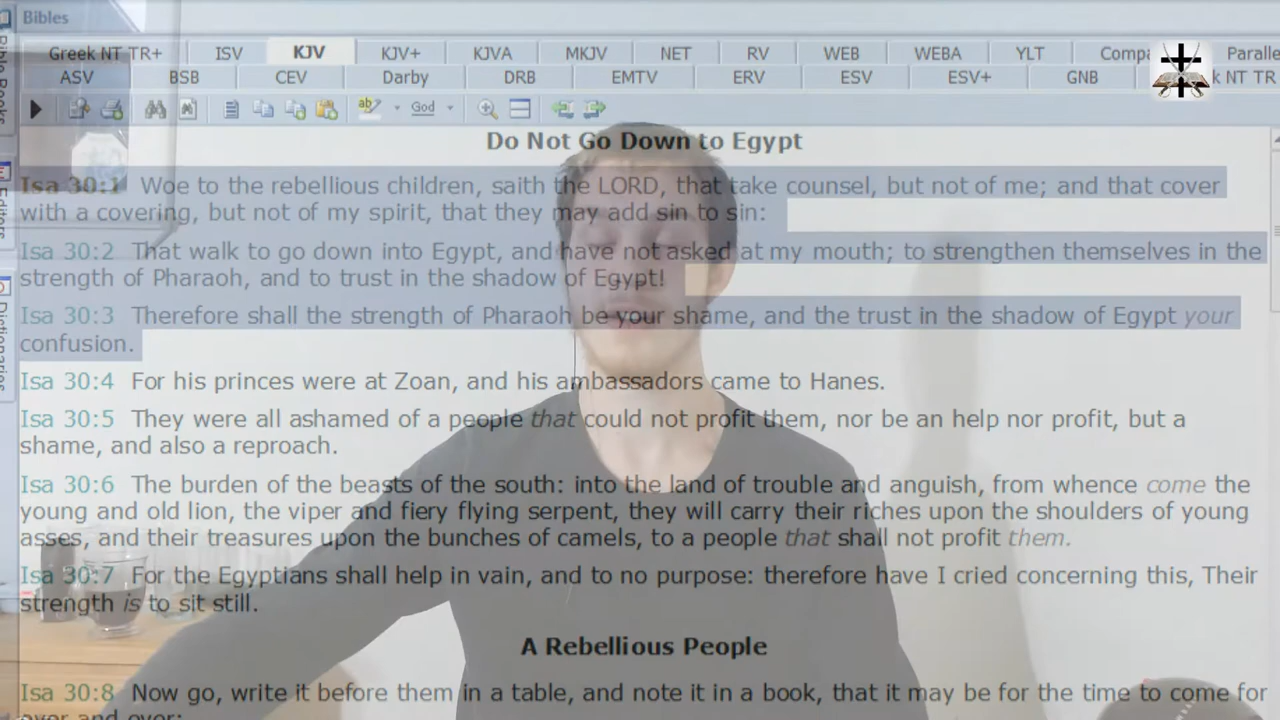 Bibles
Greek NT TR+ ISV KJV KJV+ KJVA MKJV NET RV WEB WEBA YLT Compa Paralle
ASV BSB CEV Darby DRB EMTV ERV ESV ESV+ GNB k NT TR
God
Do Not Go Down to Egypt
Isa 30:1 Woe to the rebellious children, saith the LORD, that take counsel, but not of me; and that cover
with a covering, but not of my spirit, that they may add sin to sin:
Isa 30:2 That walk to go down into Egypt, and have not asked at my mouth; to strengthen themselves in the
strength of Pharaoh, and to trust in the shadow of Egypt!
Isa 30:3 Therefore shall the strength of Pharaoh be your shame, and the trust in the shadow of Egypt your
confusion.
Isa 30:4 For his princes were at Zoan, and his ambassadors came to Hanes.
Isa 30:5 They were all ashamed of a people that could not profit them, nor be an help nor profit, but a
shame, and also a reproach.
Isa 30:6 The burden of the beasts of the south: into the land of trouble and anguish, from whence come the
young and old lion, the viper and fiery flying serpent, they will carry their riches upon the shoulders of young
asses, and their treasures upon the bunches of camels, to a people that shall not profit them.
Isa 30:7 For the Egyptians shall help in vain, and to no purpose: therefore have I cried concerning this, Their
strength is to sit still.
A Rebellious People
Isa 30:8 Now go, write it before them in a table, and note it in a book, that it may be for the time to come for
ever and ever:
Bible Books
Editors
Dictionaries